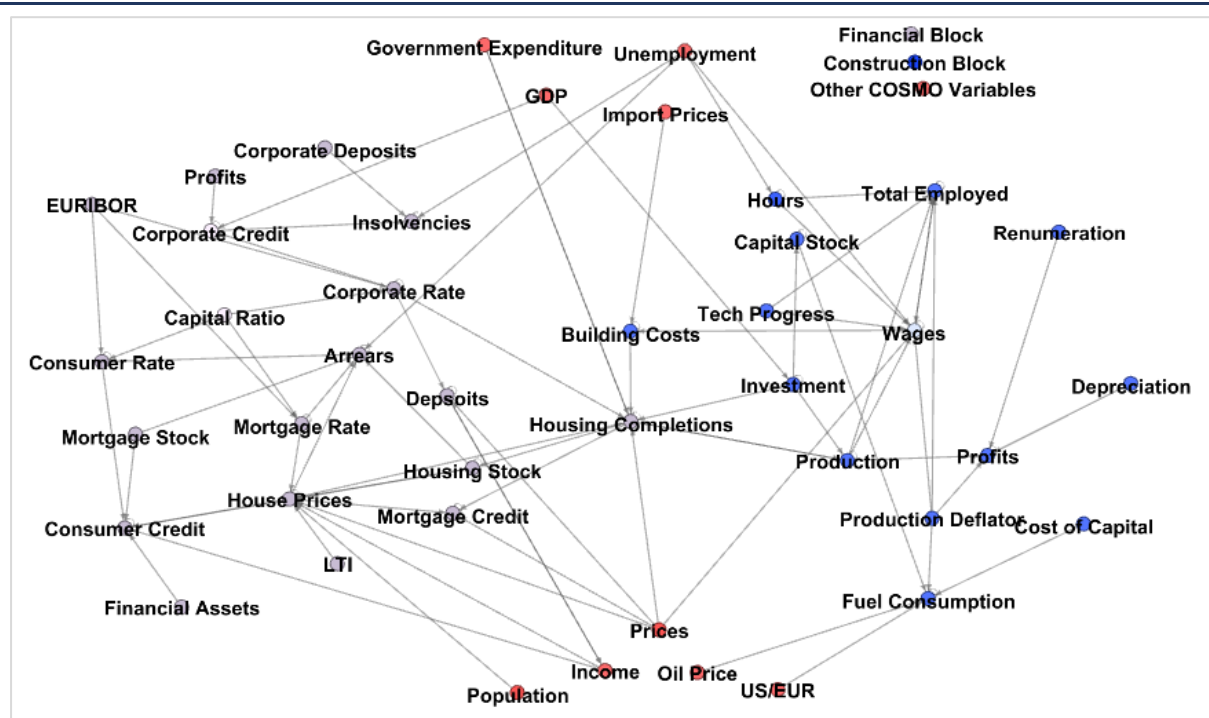 Financial Block
Government Expenditure
Unemployment
Construction Block
Other COSMO Variables
GDP
Import Prices
Corporate Deposits
Profits
Hours
Total Employed
EURIBOR
Insolvencies
Corporate Credit
Renumeration
Capital Stock
Corporate Rate
Tech Progress
Capital Ratio
Building Costs
Wages
Arrears
Consumer Rate
Investment
Depreciation
Depsoits
Housing Completions
Mortgage Rate
Mortgage Stock
Profits
Production
Housing Stock
House Prices
Mortgage Credit
Production Deflator
Cost of Capital
Consumer Credit
LTI
Fuel Consumption
Financial Assets
Prices
Income
Oil Price
US/EUR
Population